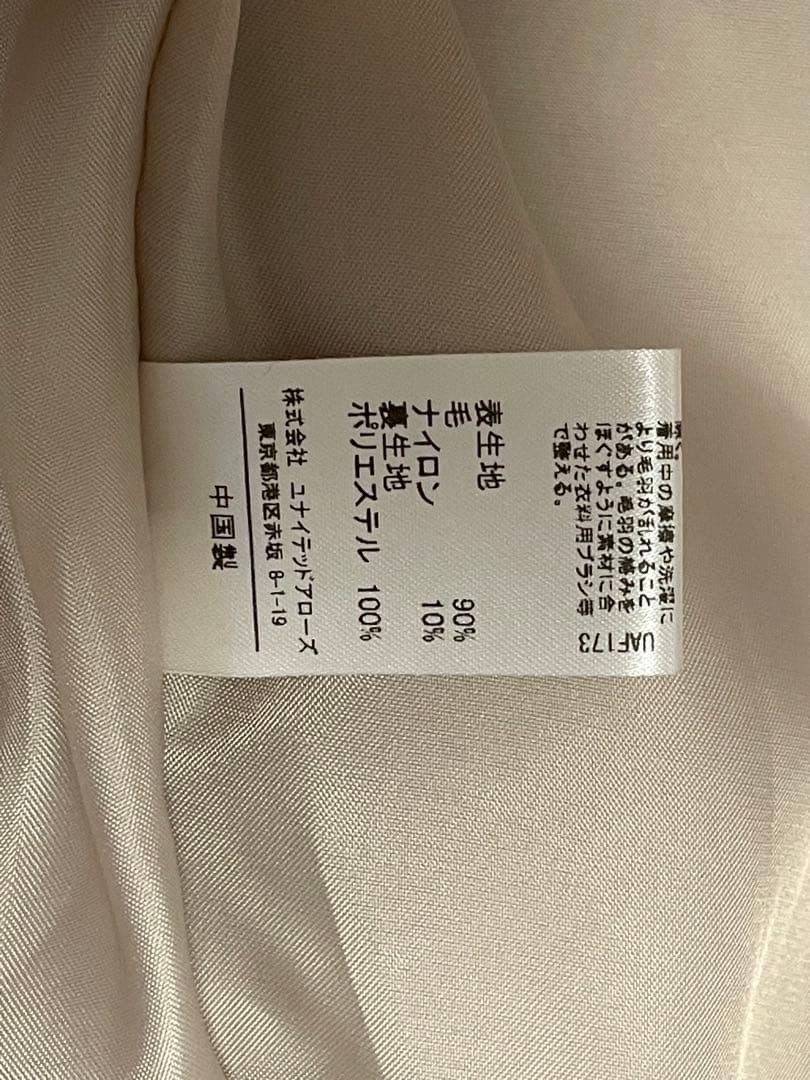 着用中の摩擦や洗濯に
より毛羽が乱れること
がある。毛羽の絡みを
ほぐすように素材に合
わせた衣料用ブラシ等
で整える。
UAF173
表生地
毛 90%
ナイロン 10%
裏生地
ポリエステル 100%
株式会社 ユナイテッドアローズ
東京都港区赤坂 8-1-19
中国製